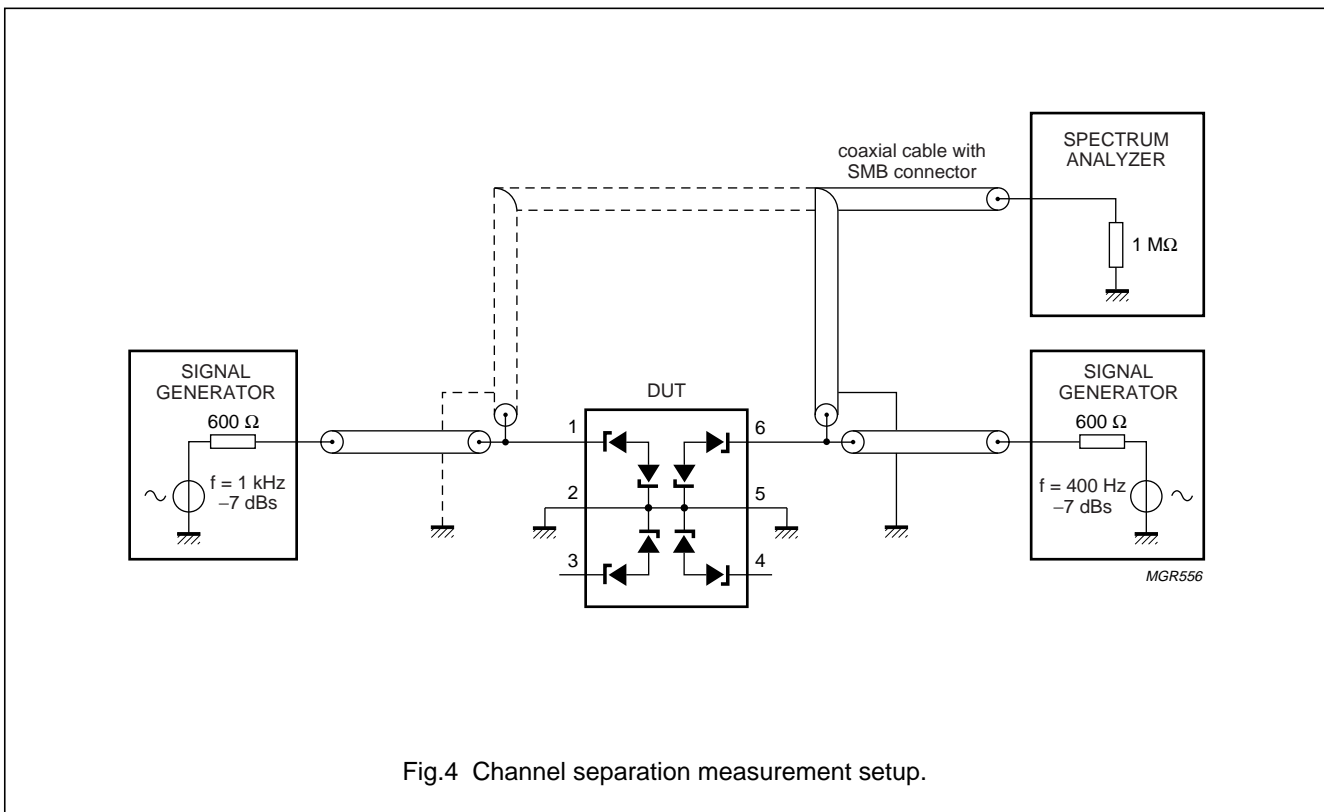 coaxial cable with
SMB connector
SPECTRUM
ANALYZER
1 MΩ
SIGNAL
GENERATOR
600 Ω
f = 1 kHz
−7 dBs
DUT
1
2
3
6
5
4
SIGNAL
GENERATOR
600 Ω
f = 400 Hz
−7 dBs
MGR556
Fig.4 Channel separation measurement setup.